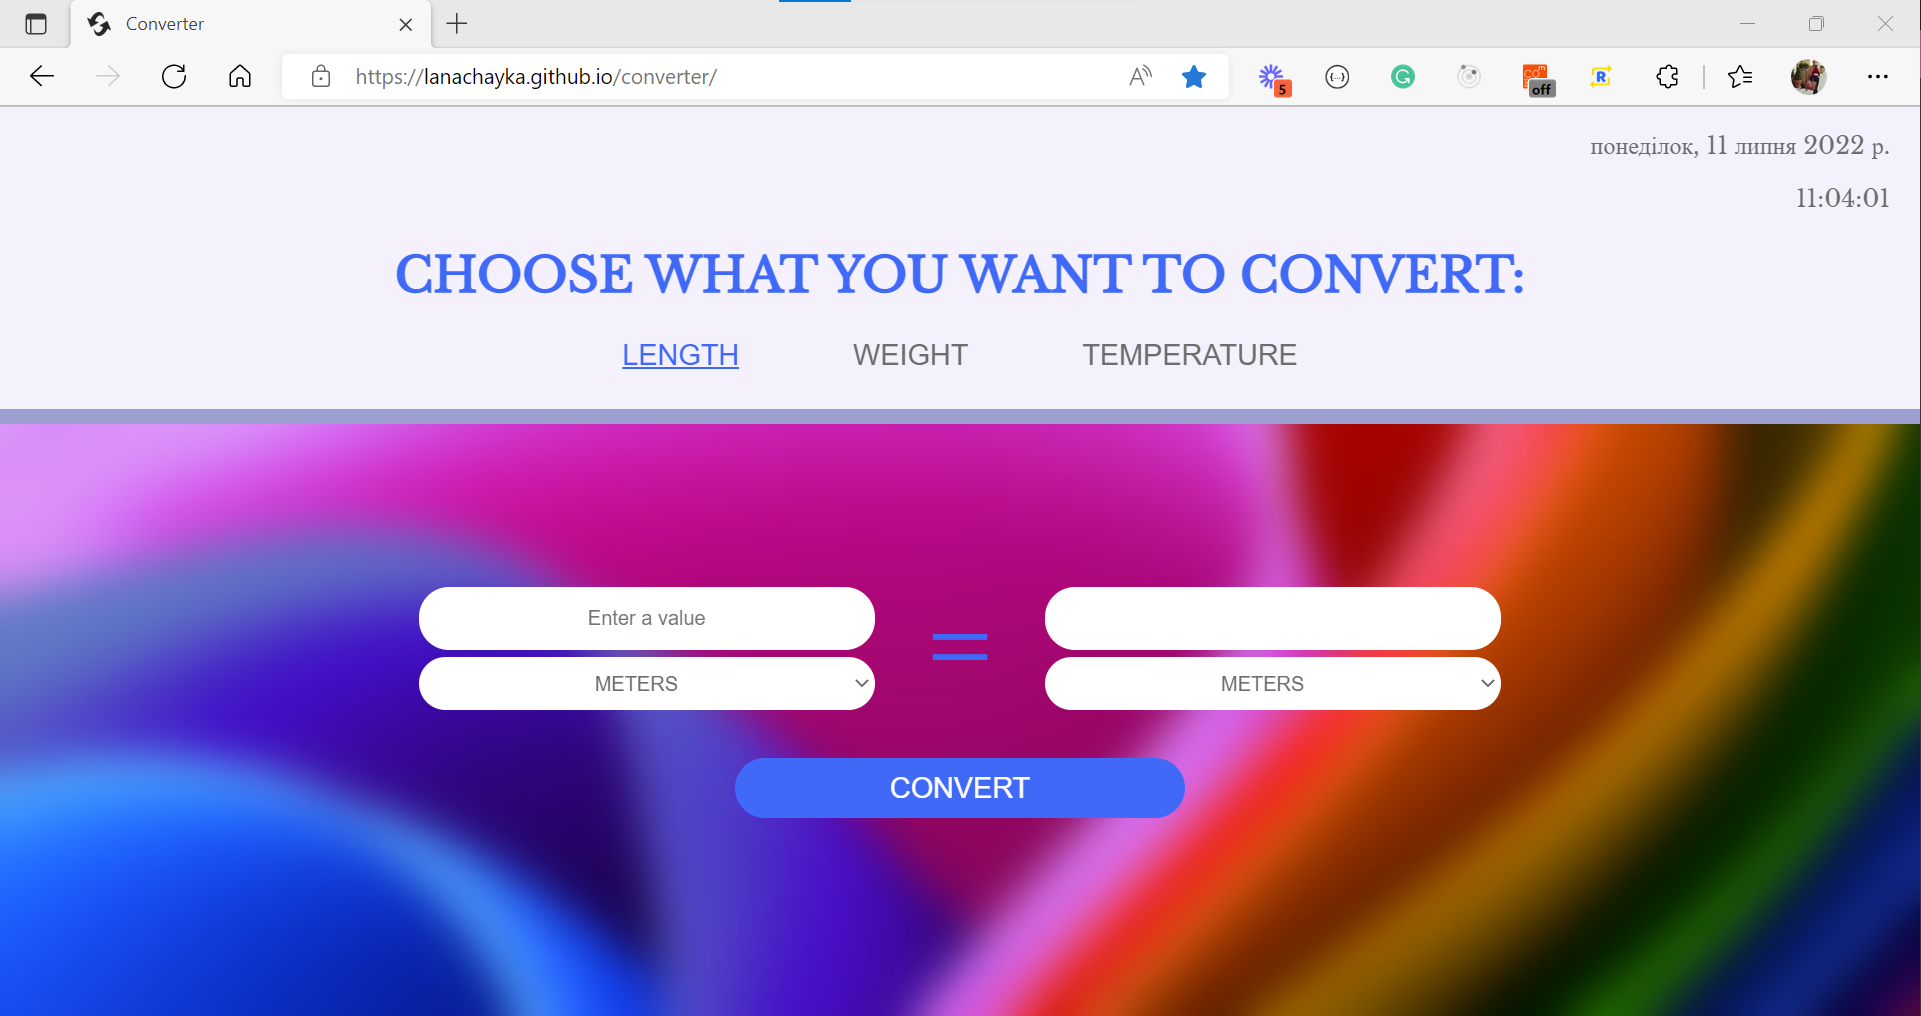 Converter
https://lanachayka.github.io/converter/
5
off
R
понеділок, 11 липня 2022 р.
11:04:01
CHOOSE WHAT YOU WANT TO CONVERT:
LENGTH WEIGHT TEMPERATURE
Enter a value
=
METERS METERS
CONVERT